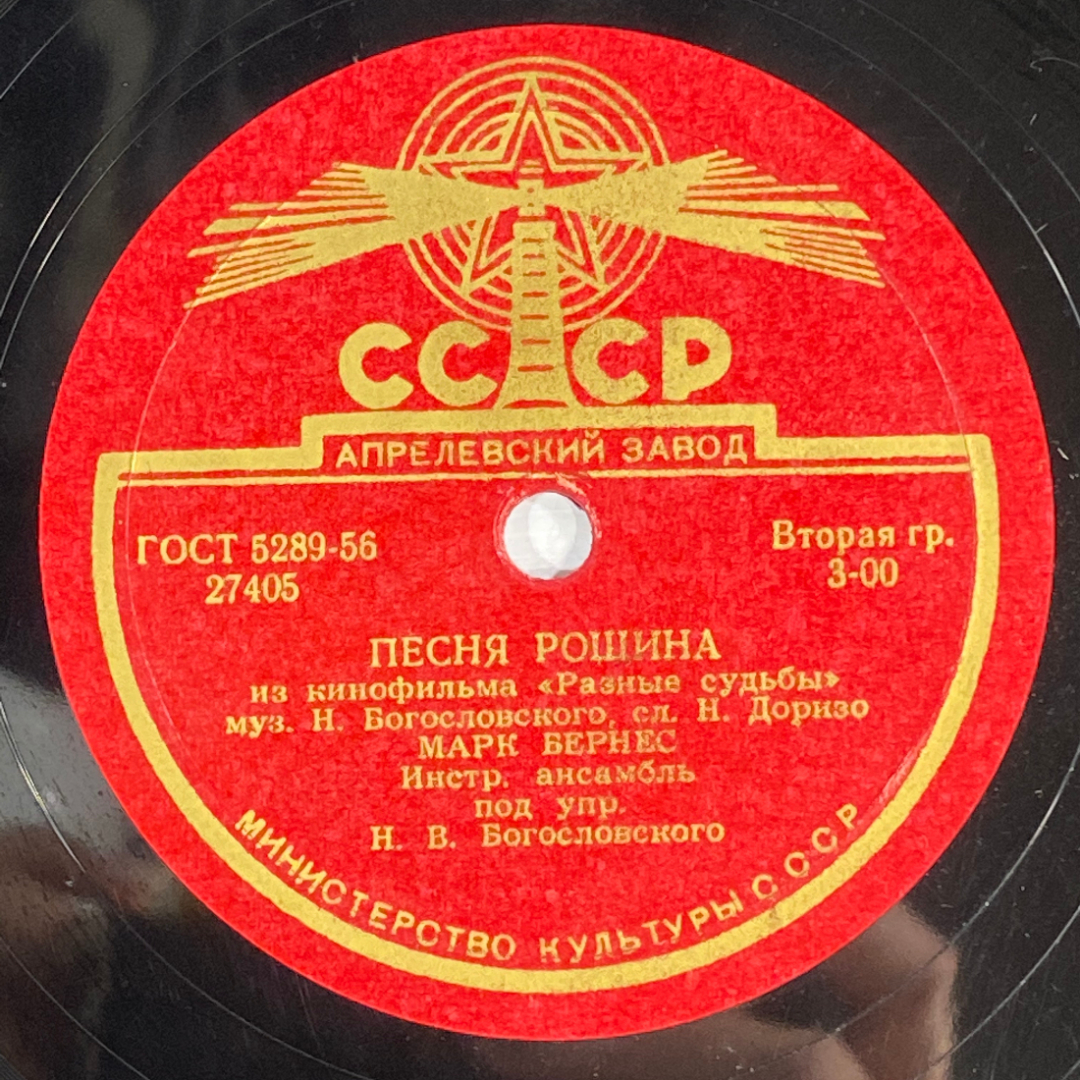 СССР
АПРЕЛЕВСКИЙ ЗАВОД
ГОСТ 5289-56
27405
Вторая гр.
3-00
ПЕСНЯ РОЩИНА
из кинофильма «Разные судьбы»
муз. Н. Богословского, сл. Н. Доризо
МАРК БЕРНЕС
Инстр. ансамбль
под упр.
Н. В. Богословского
МИНИСТЕРСТВО КУЛЬТУРЫ СССР